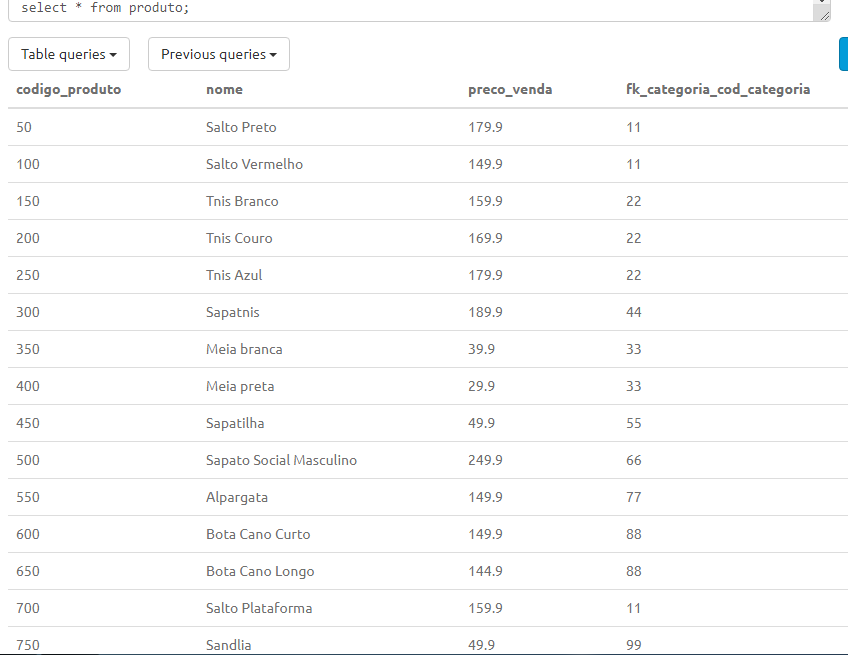 select * from produto;
Table queries Previous queries
codigo_produto nome preco_venda fk_categoria_cod_categoria
50 Salto Preto 179.9 11
100 Salto Vermelho 149.9 11
150 Tnis Branco 159.9 22
200 Tnis Couro 169.9 22
250 Tnis Azul 179.9 22
300 Sapatnis 189.9 44
350 Meia branca 39.9 33
400 Meia preta 29.9 33
450 Sapatilha 49.9 55
500 Sapato Social Masculino 249.9 66
550 Alpargata 149.9 77
600 Bota Cano Curto 149.9 88
650 Bota Cano Longo 144.9 88
700 Salto Plataforma 159.9 11
750 Sandlia 49.9 99